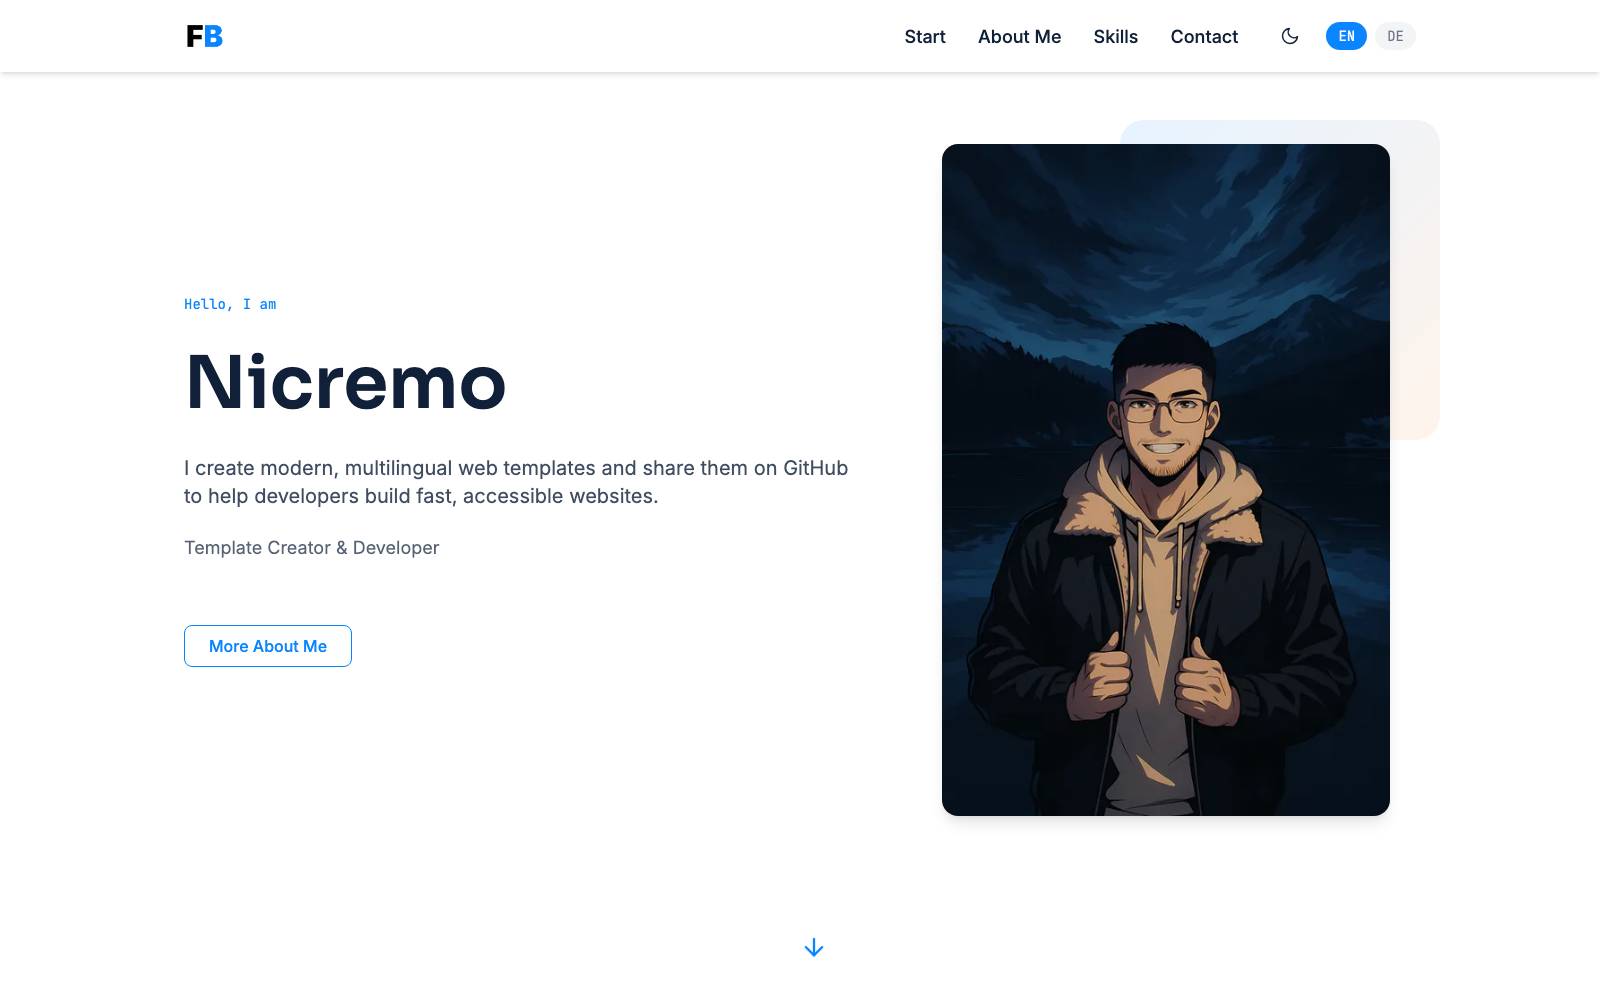 FB
Start
About Me
Skills
Contact
EN
DE
Hello, I am
Nicremo
I create modern, multilingual web templates and share them on GitHub
to help developers build fast, accessible websites.
Template Creator & Developer
More About Me